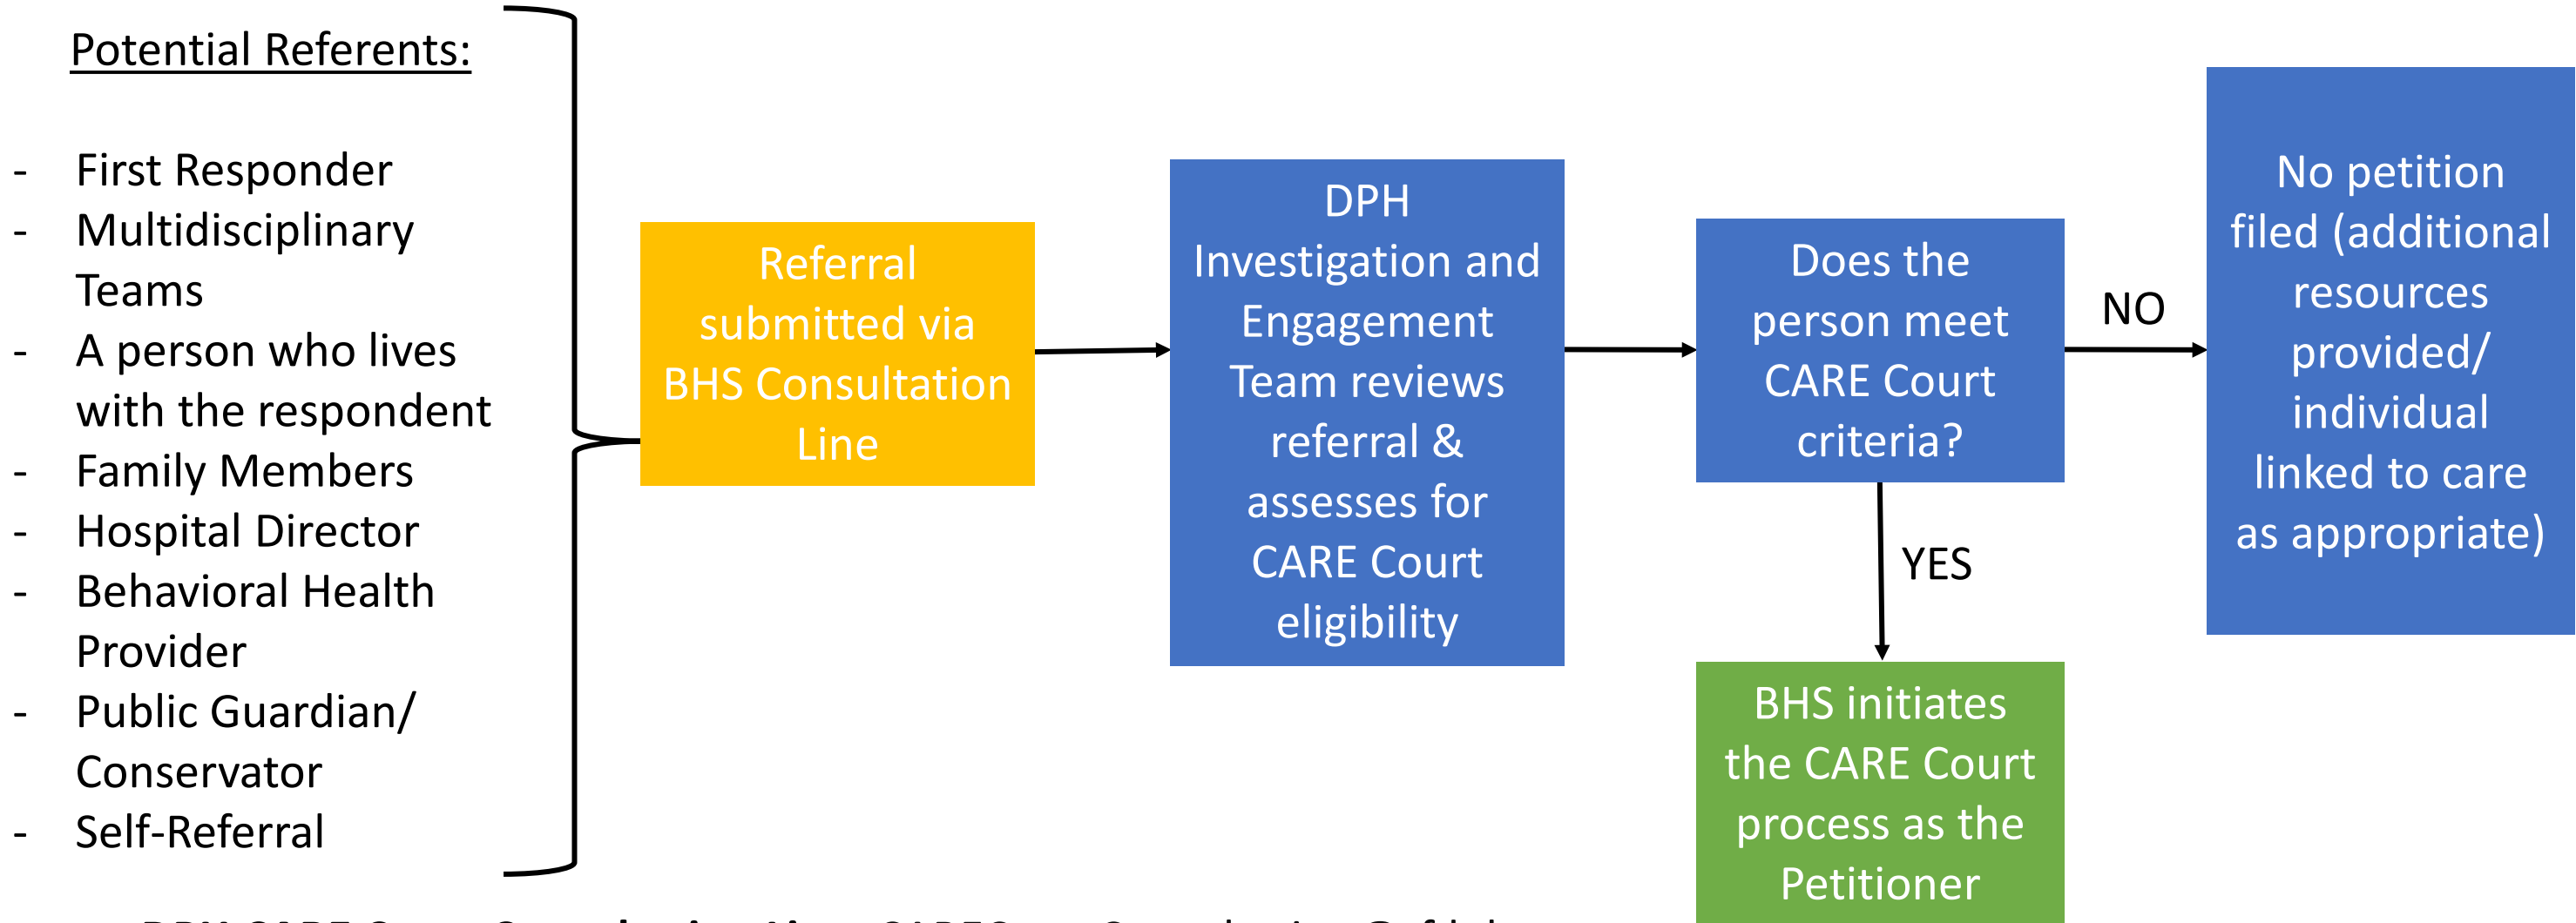 Potential Referents:
- First Responder
- Multidisciplinary
Teams
- A person who lives
with the respondent
- Family Members
- Hospital Director
- Behavioral Health
Provider
- Public Guardian/
Conservator
- Self-Referral
Referral
submitted via
BHS Consultation
Line
DPH
Investigation and
Engagement
Team reviews
referral &
assesses for
CARE Court
eligibility
Does the
person meet
CARE Court
criteria?
NO
No petition
filed (additional
resources
provided/
individual
linked to care
as appropriate)
YES
BHS initiates
the CARE Court
process as the
Petitioner